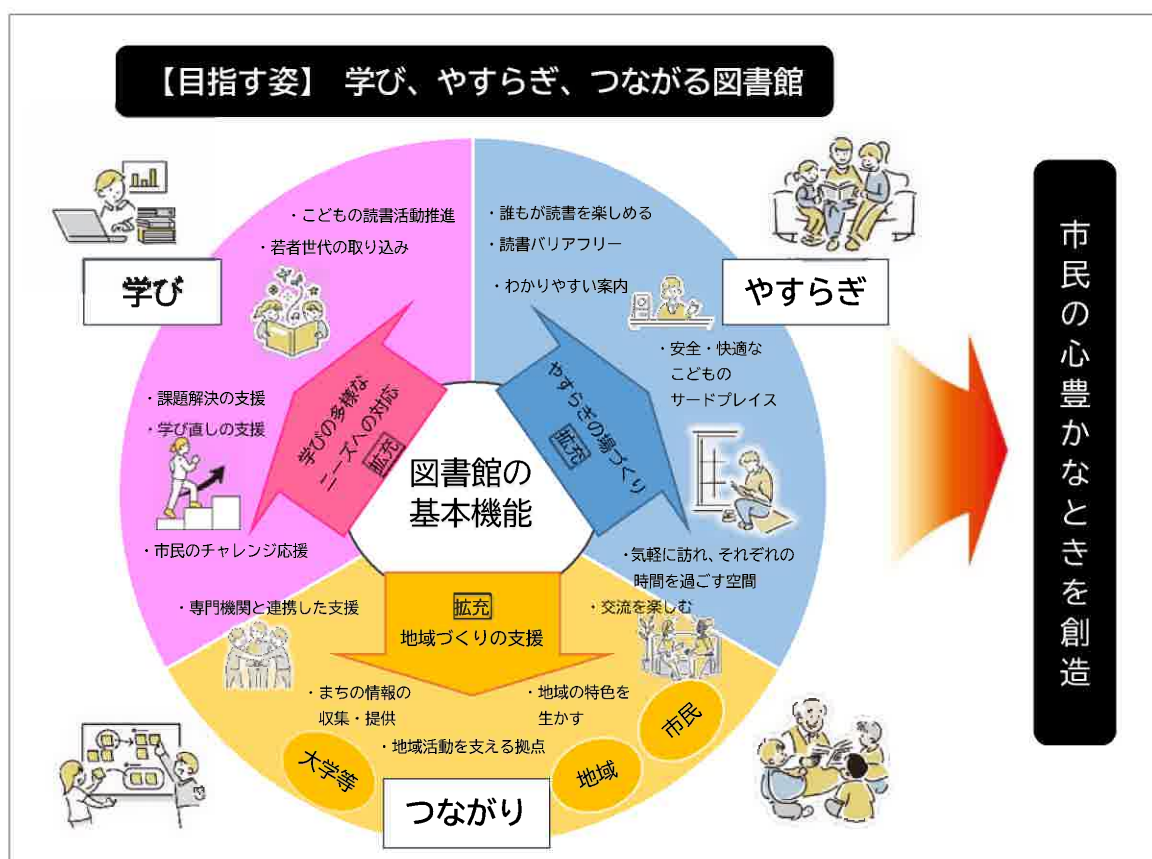 【目指す姿】 学び、やすらぎ、つながる図書館
学び
・こどもの読書活動推進
・若者世代の取り込み
・課題解決の支援
・学び直しの支援
・市民のチャレンジ応援
学びの多様な
ニーズへの対応
拡充
やすらぎ
・誰もが読書を楽しめる
・読書バリアフリー
・わかりやすい案内
・安全・快適な
こどもの
サードプレイス
・気軽に訪れ、それぞれの
時間を過ごす空間
・交流を楽しむ
やすらぎの場づくり
拡充
図書館の
基本機能
拡充
地域づくりの支援
・専門機関と連携した支援
・まちの情報の
収集・提供
・地域の特色を
生かす
・地域活動を支える拠点
大学等
地域
市民
つながり
市民の心豊かなときを創造